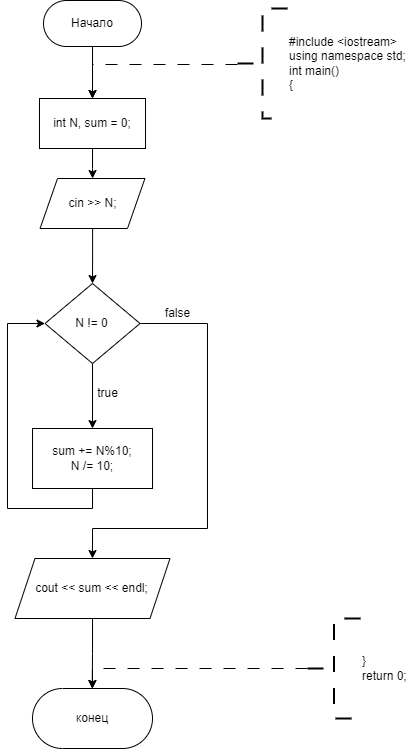 Начало
#include <iostream>
using namespace std;
int main()
{
int N, sum = 0;
cin >> N;
N != 0
false
true
sum += N%10;
N /= 10;
cout << sum << endl;
}
return 0;
конец